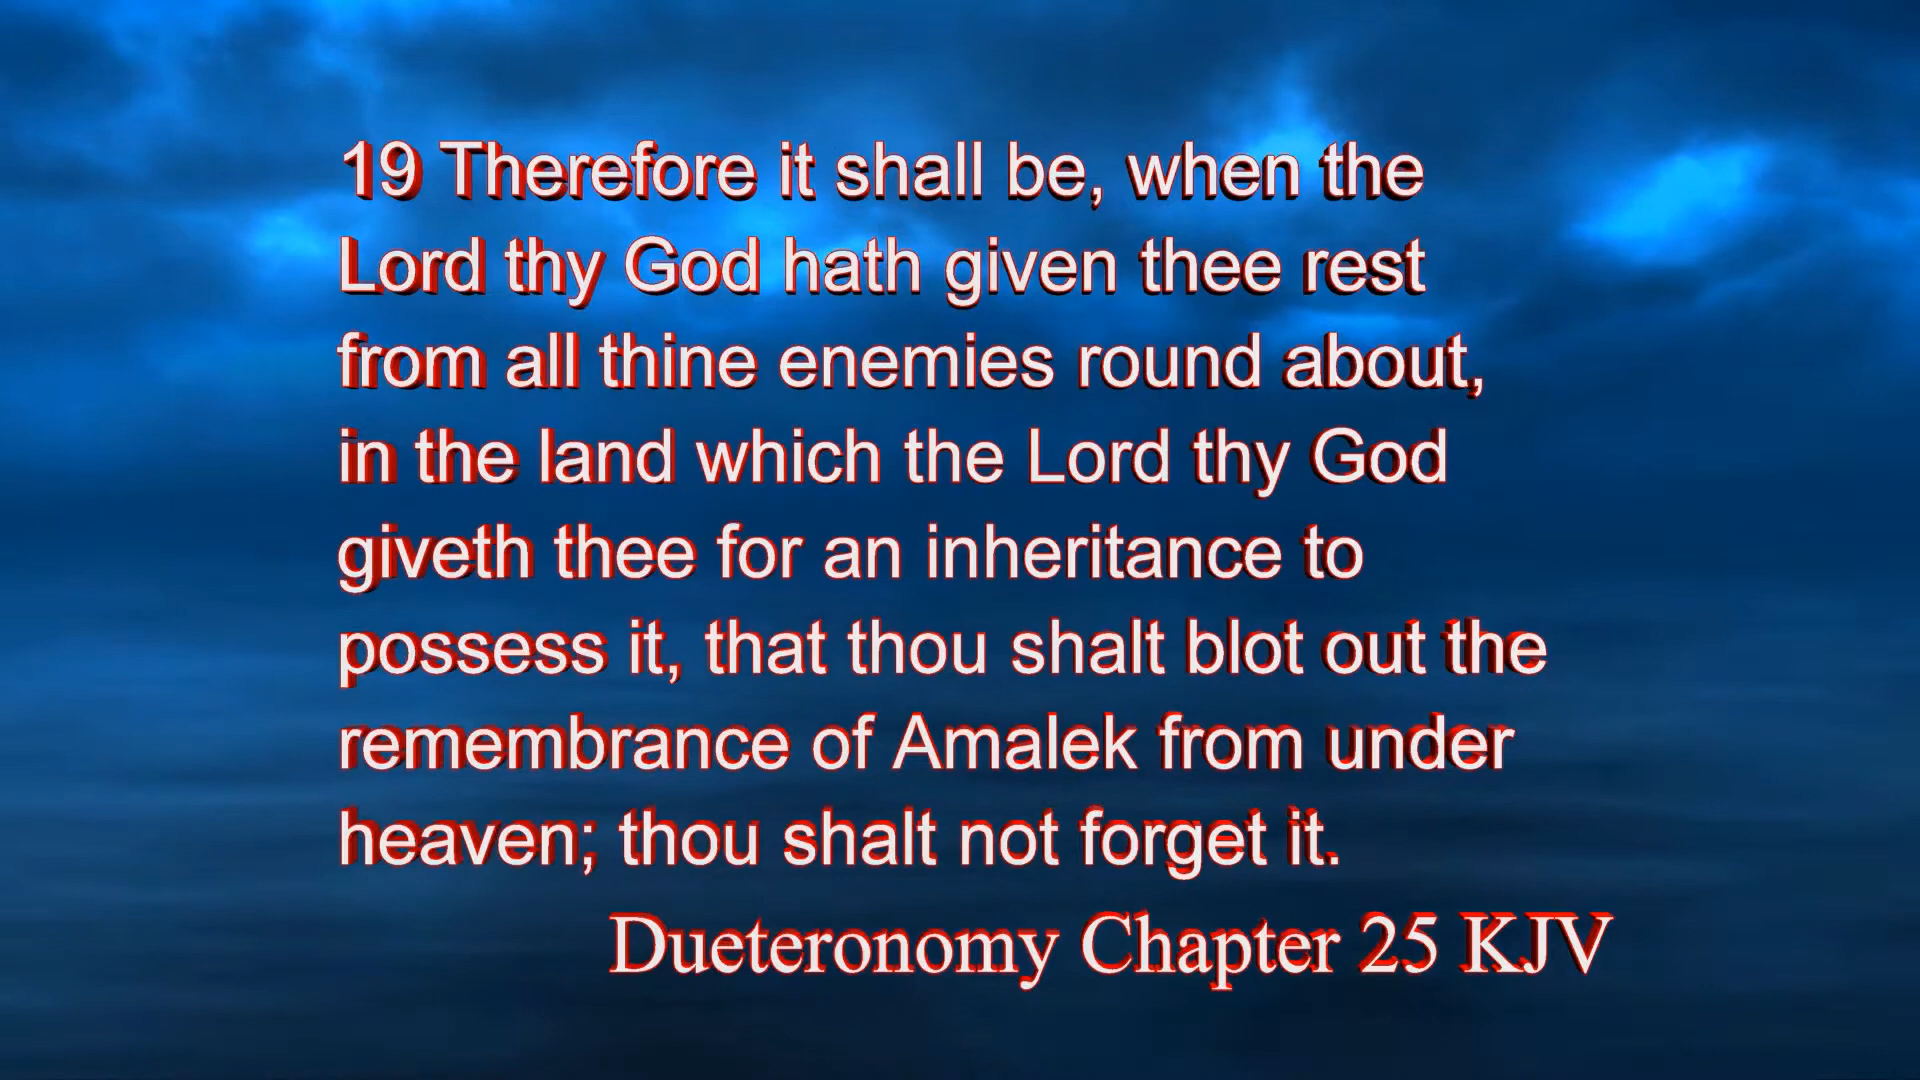 19 Therefore it shall be, when the
Lord thy God hath given thee rest
from all thine enemies round about,
in the land which the Lord thy God
giveth thee for an inheritance to
possess it, that thou shalt blot out the
remembrance of Amalek from under
heaven; thou shalt not forget it.
Dueteronomy Chapter 25 KJV